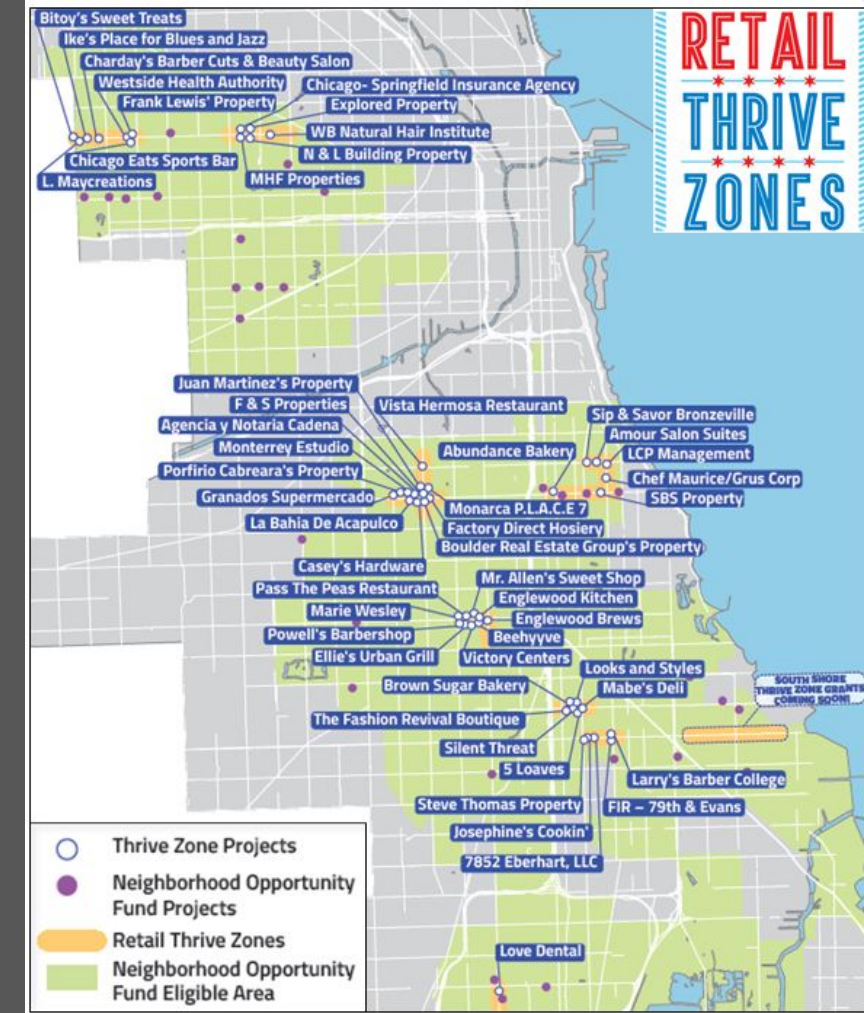 Bitoy's Sweet Treats
Ike's Place for Blues and Jazz
Charday's Barber Cuts & Beauty Salon
Westside Health Authority
Frank Lewis' Property
Chicago- Springfield Insurance Agency
Explored Property
WB Natural Hair Institute
N & L Building Property
Chicago Eats Sports Bar
L. Maycreations
MHF Properties
RETAIL
THRIVE
ZONES
Juan Martinez's Property
F & S Properties
Agencia y Notaria Cadena
Monterrey Estudio
Porfirio Cabreara's Property
Granados Supermercado
La Bahia De Acapulco
Vista Hermosa Restaurant
Abundance Bakery
Sip & Savor Bronzeville
Amour Salon Suites
LCP Management
Chef Maurice/Grus Corp
SBS Property
Monarca P.L.A.C.E 7
Factory Direct Hosiery
Boulder Real Estate Group's Property
Casey's Hardware
Pass The Peas Restaurant
Marie Wesley
Powell's Barbershop
Ellie's Urban Grill
Mr. Allen's Sweet Shop
Englewood Kitchen
Englewood Brews
Beehyyve
Victory Centers
Looks and Styles
Mabe's Deli
Brown Sugar Bakery
The Fashion Revival Boutique
Silent Threat
5 Loaves
SOUTH SHORE
THRIVE ZONE GRANTS
COMING SOON!
Larry's Barber College
Steve Thomas Property
FIR – 79th & Evans
Josephine's Cookin'
7852 Eberhart, LLC
Love Dental
Thrive Zone Projects
Neighborhood Opportunity
Fund Projects
Retail Thrive Zones
Neighborhood Opportunity
Fund Eligible Area